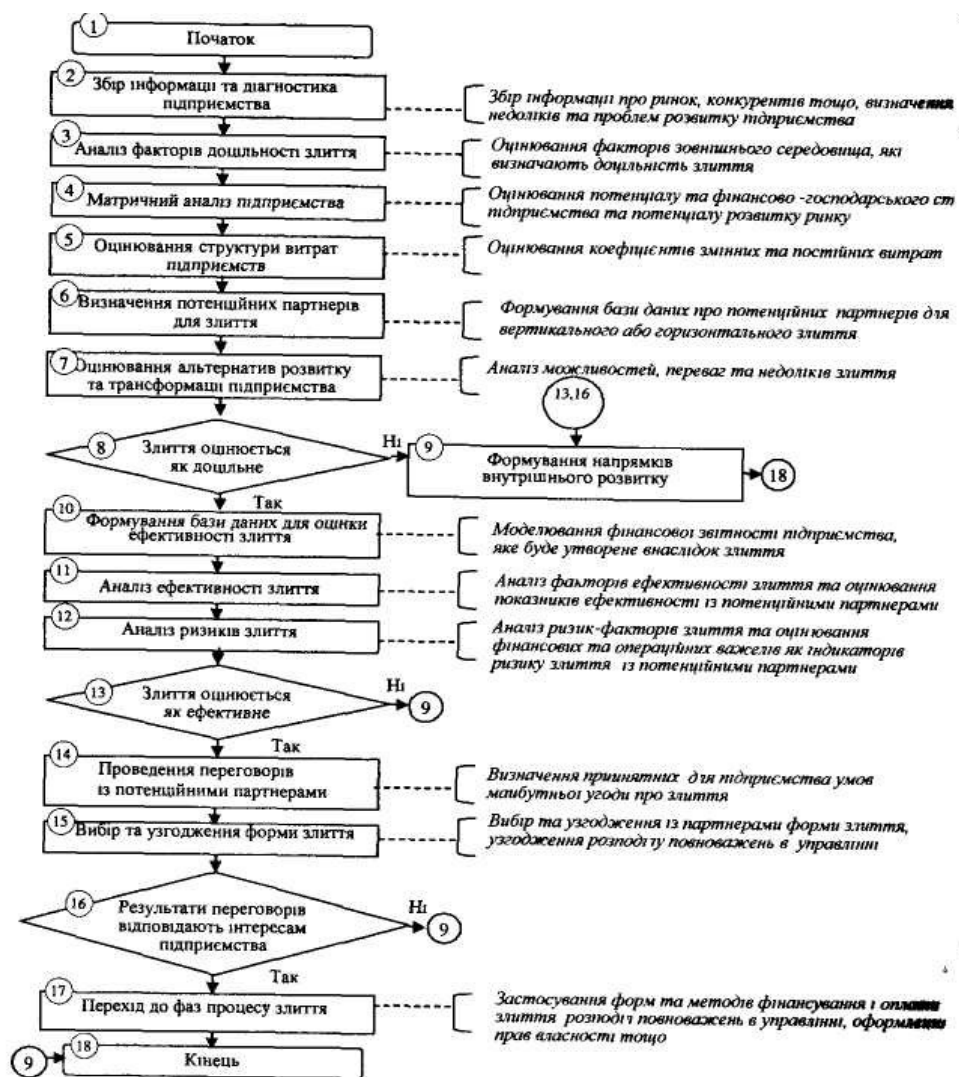 1
Початок
2
Збір інформації та діагностика
підприємства
Збір інформації про ринок, конкурентів тощо, визначення
недоліків та проблем розвитку підприємства
3
Аналіз факторів доцільності злиття
Оцінювання факторів зовнішнього середовища, які
визначають доцільність злиття
4
Матричний аналіз підприємства
Оцінювання потенціалу та фінансово -господарського ст
підприємства та потенціалу розвитку ринку
5
Оцінювання структури витрат
підприємств
Оцінювання коефіцієнтів змінних та постійних витрат
6
Визначення потенційних партнерів
для злиття
Формування бази даних про потенційних партнерів для
вертикального або горизонтального злиття
7
Оцінювання альтернатив розвитку
та трансформації підприємства
Аналіз можливостей, переваг та недоліків злиття
13,16
8
Злиття оцінюється
як доцільне
Ні
9
Формування напрямків
внутрішнього розвитку
18
Так
10
Формування бази даних для оцінки
ефективності злиття
Моделювання фінансової звітності підприємства,
яке буде утворене внаслідок злиття
11
Аналіз ефективності злиття
Аналіз факторів ефективності злиття та оцінювання
показників ефективності із потенційними партнерами
12
Аналіз ризиків злиття
Аналіз ризик-факторів злиття та оцінювання
фінансових та операційних важелів як індикаторів
ризику злиття із потенційними партнерами
13
Злиття оцінюється
як ефективне
Ні
9
Так
14
Проведення переговорів
із потенційними партнерами
Визначення прийнятних для підприємства умов
майбутньої угоди про злиття
15
Вибір та узгодження форми злиття
Вибір та узгодження із партнерами форми злиття,
узгодження розподілу повноважень в управлінні
16
Результати переговорів
відповідають інтересам
підприємства
Ні
9
Так
17
Перехід до фаз процесу злиття
Застосування форм та методів фінансування і оплати
злиття розподіл повноважень в управлінні, оформлення
прав власності тощо
18
Кінець
9